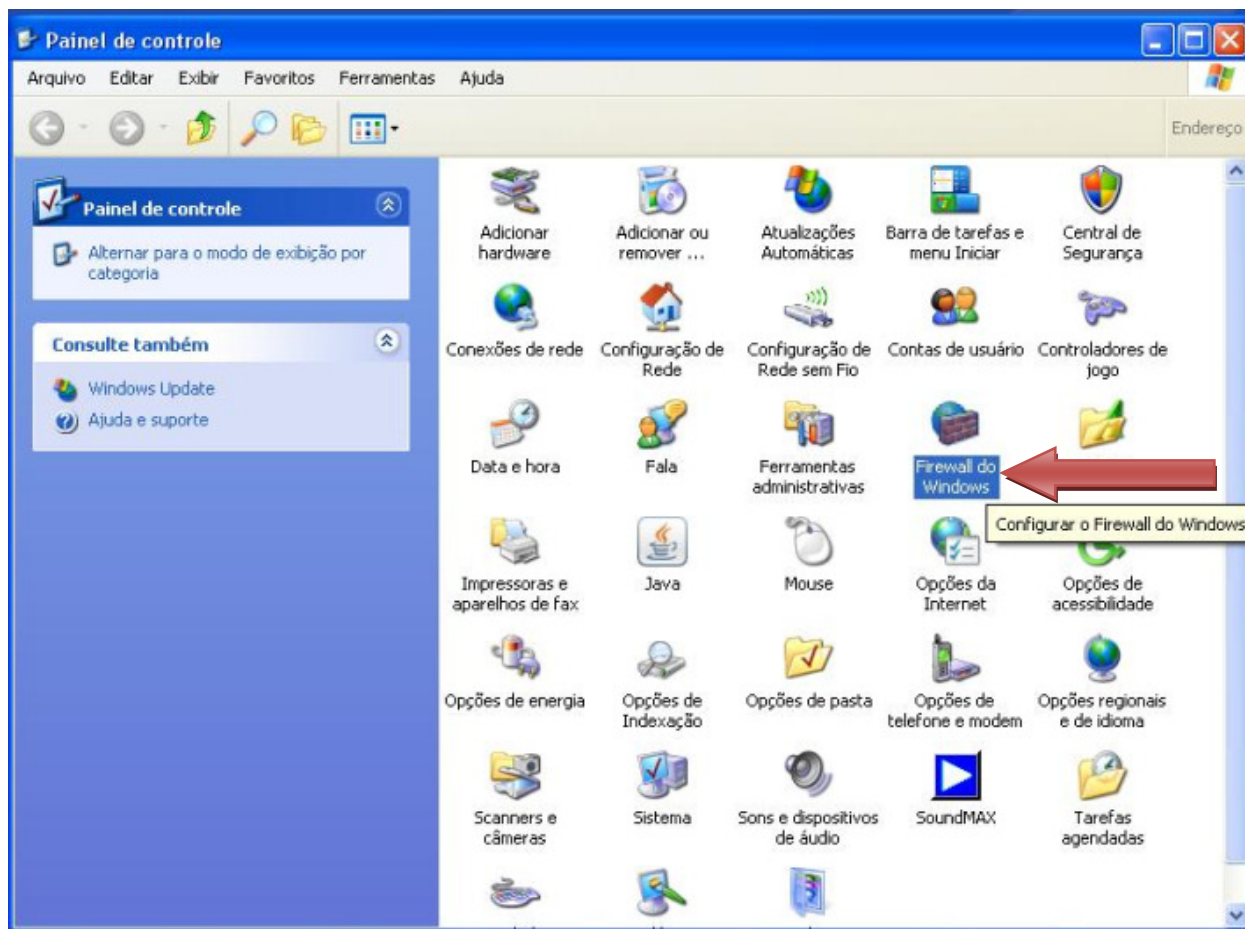 Painel de controle
Arquivo Editar Exibir Favoritos Ferramentas Ajuda
Endereço
Painel de controle
Alternar para o modo de exibição por
categoria
Consulte também
Windows Update
Ajuda e suporte
Adicionar
hardware
Adicionar ou
remover ...
Atualizações
Automáticas
Barra de tarefas e
menu Iniciar
Central de
Segurança
Conexões de rede
Configuração de
Rede
Configuração de
Rede sem Fio
Contas de usuário
Controladores de
jogo
Data e hora
Fala
Ferramentas
administrativas
Firewall do
Windows
Configurar o Firewall do Windows
Impressoras e
aparelhos de fax
Java
Mouse
Opções da
Internet
Opções de
acessibilidade
Opções de energia
Opções de
Indexação
Opções de pasta
Opções de
telefone e modem
Opções regionais
e de idioma
Scanners e
câmeras
Sistema
Sons e dispositivos
de áudio
SoundMAX
Tarefas
agendadas